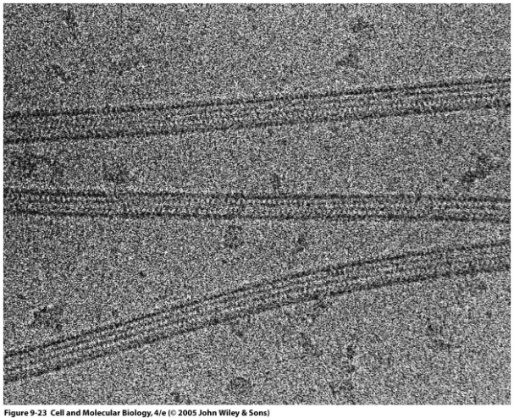 Figure 9-23 Cell and Molecular Biology, 4/e (© 2005 John Wiley & Sons)